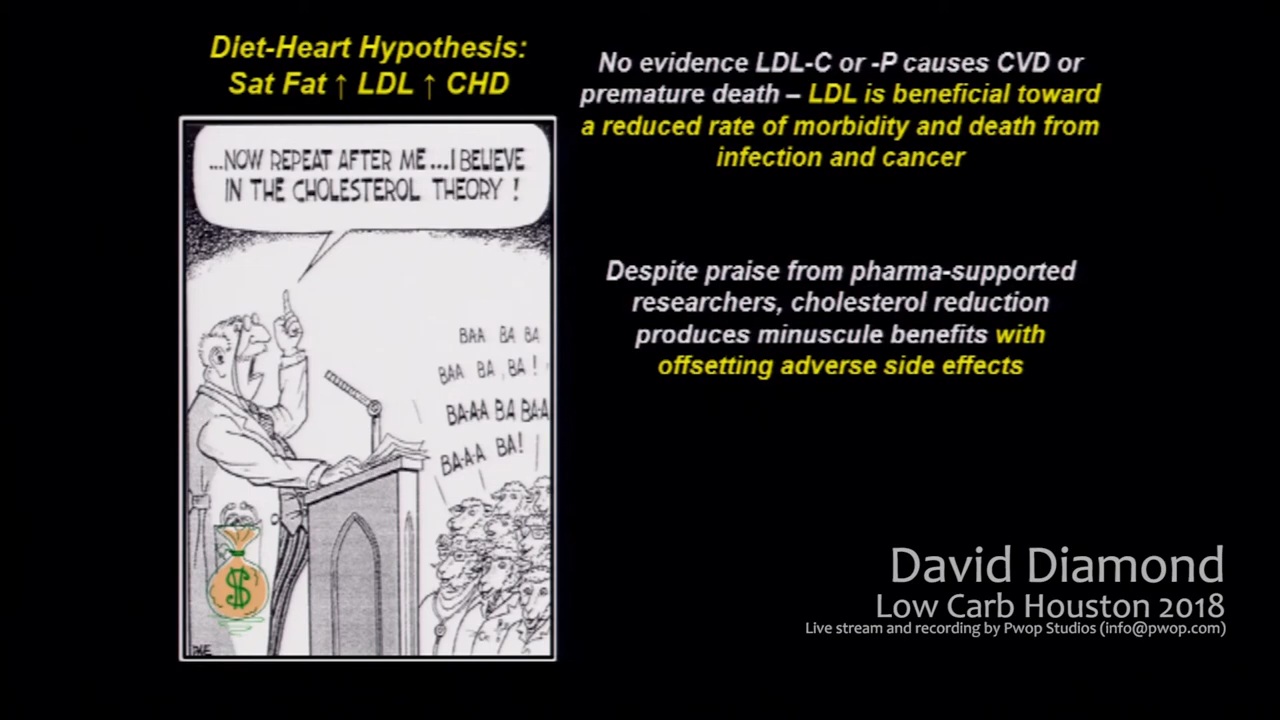 Diet-Heart Hypothesis:
Sat Fat ↑ LDL ↑ CHD
...NOW REPEAT AFTER ME...I BELIEVE
IN THE CHOLESTEROL THEORY !
BAA BA BA
BAA BA, BA !
BA-AA BA BA-A
BA-A-A BA!
$
No evidence LDL-C or -P causes CVD or
premature death – LDL is beneficial toward
a reduced rate of morbidity and death from
infection and cancer
Despite praise from pharma-supported
researchers, cholesterol reduction
produces minuscule benefits with
offsetting adverse side effects
David Diamond
Low Carb Houston 2018
Live stream and recording by Pwop Studios (info@pwop.com)